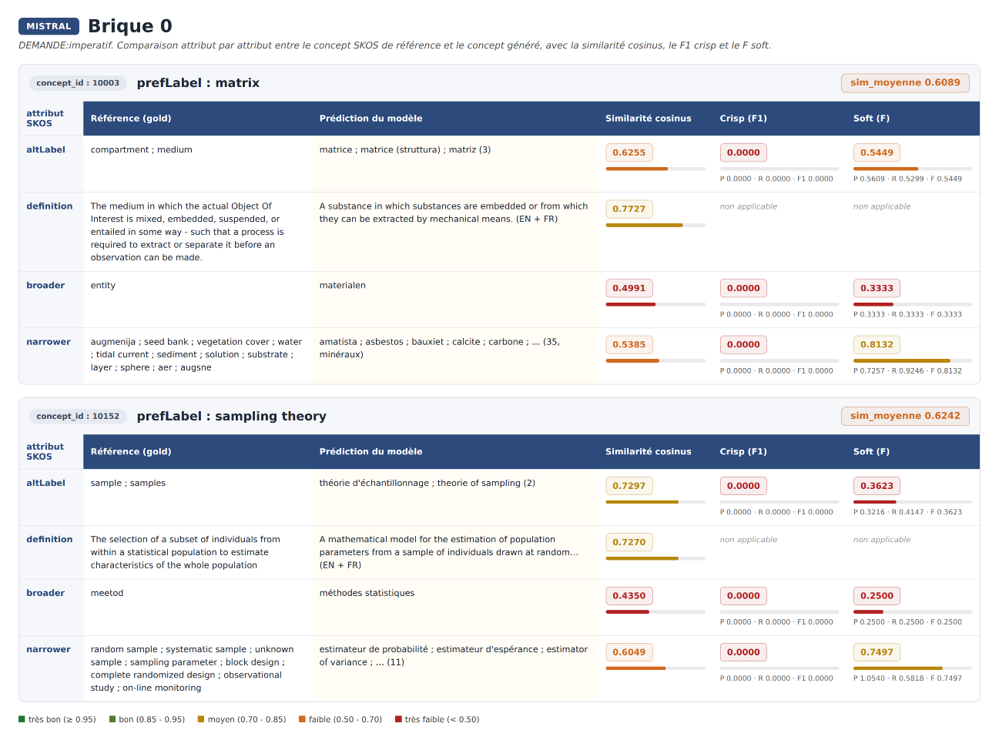 MISTRAL Brique 0
DEMANDE:imperatif. Comparaison attribut par attribut entre le concept SKOS de référence et le concept généré, avec la similarité cosinus, le F1 crisp et le F soft.
concept_id : 10003 prefLabel : matrix sim_moyenne 0.6089
attribut
SKOS
Référence (gold) Prédiction du modèle Similarité cosinus Crisp (F1) Soft (F)
altLabel compartment ; medium matrice ; matrice (struttura) ; matriz (3) 0.6255 0.0000 0.5449
P 0.0000 · R 0.0000 · F1 0.0000 P 0.5609 · R 0.5299 · F1 0.5449
definition
The medium in which the actual Object Of
Interest is mixed, embedded, suspended, or
entailed in some way - such that a process is
required to extract or separate it before an
observation can be made.
A substance in which substances are embedded or from which
they can be extracted by mechanical means. (EN + FR)
0.7727 non applicable non applicable
broader entity materialen 0.4991 0.0000 0.3333
P 0.0000 · R 0.0000 · F1 0.0000 P 0.3333 · R 0.3333 · F 0.3333
narrower
augmenija ; seed bank ; vegetation cover ; water
; tidal current ; sediment ; solution ; substrate ;
layer ; sphere ; aer ; augsne
amatista ; asbestos ; bauxiet ; calcite ; carbone ; ... (35,
minéraux)
0.5385 0.0000 0.8132
P 0.0000 · R 0.0000 · F1 0.0000 P 0.7257 · R 0.9246 · F 0.8132
concept_id : 10152 prefLabel : sampling theory sim_moyenne 0.6242
attribut
SKOS
Référence (gold) Prédiction du modèle Similarité cosinus Crisp (F1) Soft (F)
altLabel sample ; samples théorie d'échantillonnage ; theorie of sampling (2) 0.7297 0.0000 0.3623
P 0.0000 · R 0.0000 · F1 0.0000 P 0.3216 · R 0.4147 · F 0.3623
definition
The selection of a subset of individuals from
within a statistical population to estimate
characteristics of the whole population
A mathematical model for the estimation of population
parameters from a sample of individuals drawn at random...
(EN + FR)
0.7270 non applicable non applicable
broader meetod méthodes statistiques 0.4350 0.0000 0.2500
P 0.0000 · R 0.0000 · F1 0.0000 P 0.2500 · R 0.2500 · F 0.2500
narrower
random sample ; systematic sample ; unknown
sample ; sampling parameter ; block design ;
complete randomized design ; observational
study ; on-line monitoring
estimateur de probabilité ; estimateur d'espérance ; estimator
of variance ; ... (11)
0.6049 0.0000 0.7497
P 0.0000 · R 0.0000 · F1 0.0000 P 1.0540 · R 0.5818 · F 0.7497
très bon (≥ 0.95) bon (0.85 - 0.95) moyen (0.70 - 0.85) faible (0.50 - 0.70) très faible (< 0.50)